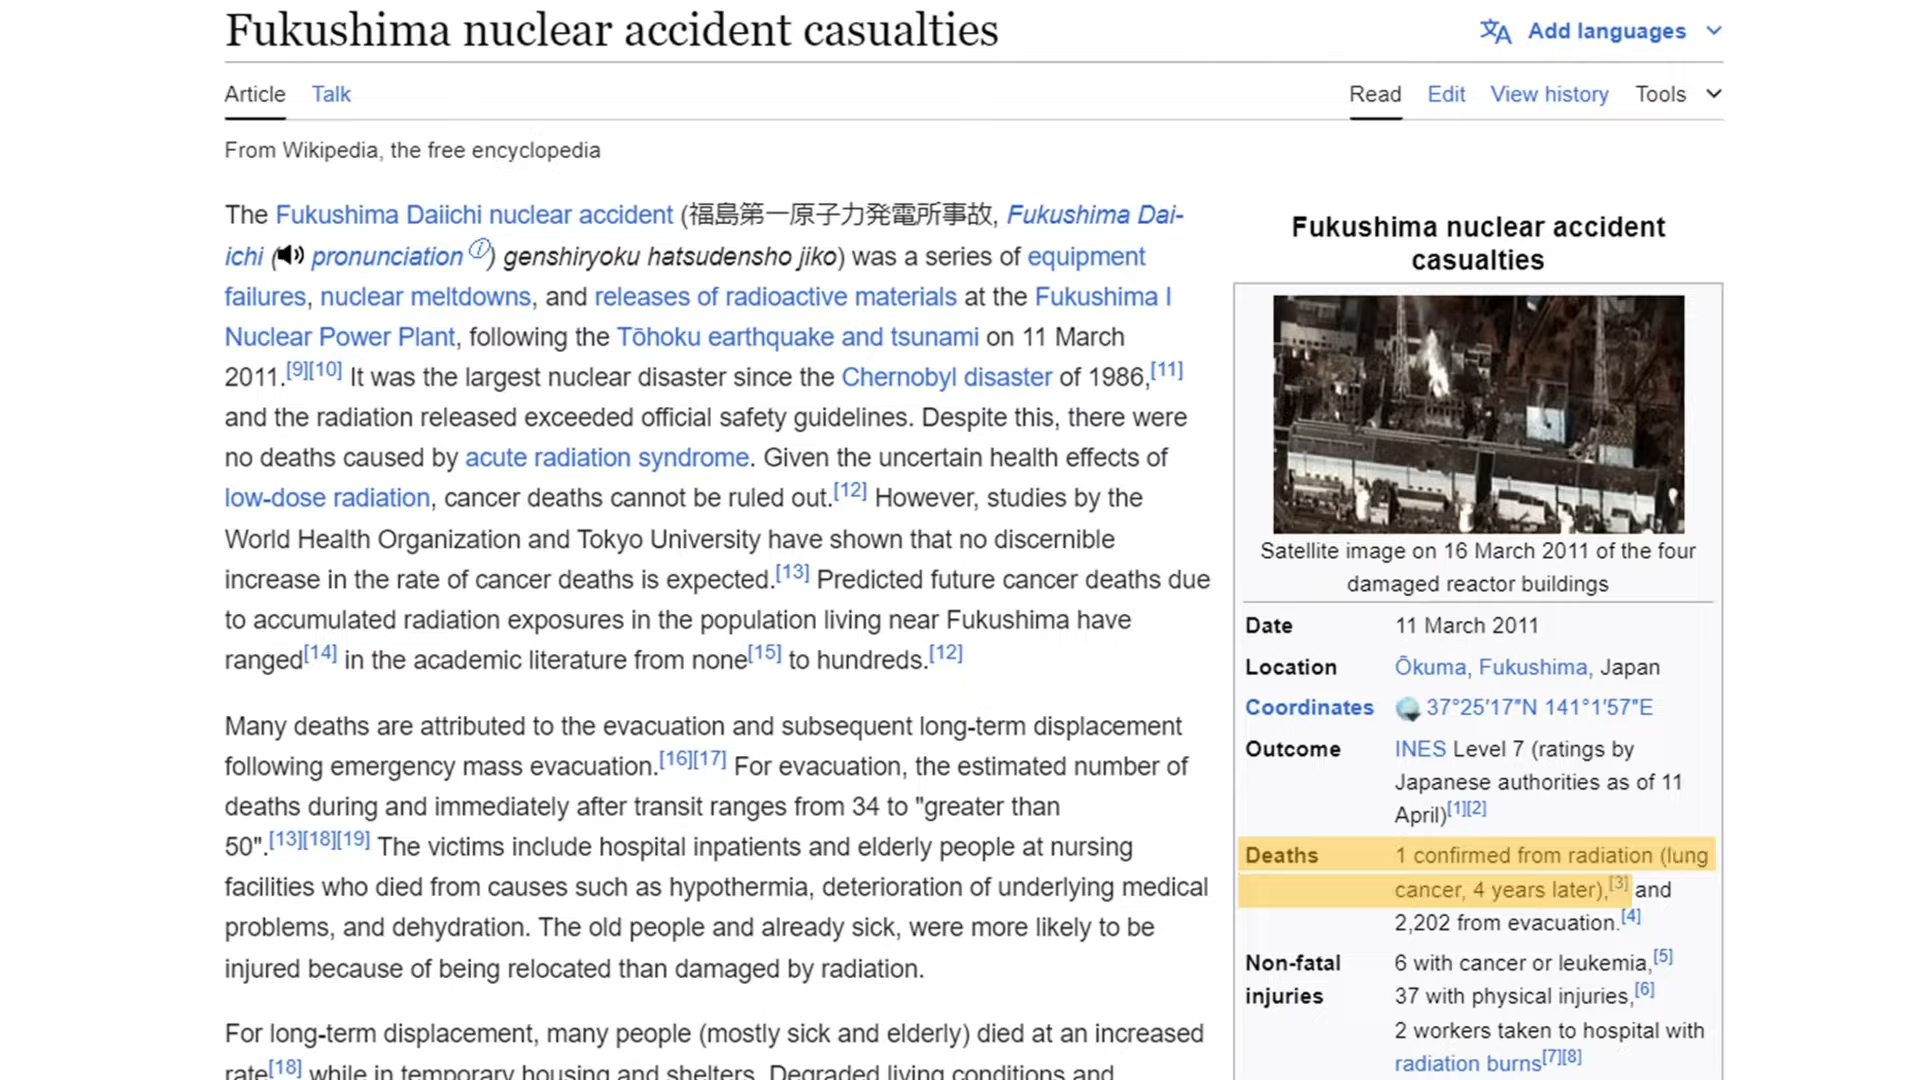 Fukushima nuclear accident casualties
Add languages
Article Talk
Read Edit View history Tools
From Wikipedia, the free encyclopedia
The Fukushima Daiichi nuclear accident (福島第一原子力発電所事故, Fukushima Dai-
ichi ( pronunciation ⓘ) genshiryoku hatsudensho jiko) was a series of equipment
failures, nuclear meltdowns, and releases of radioactive materials at the Fukushima I
Nuclear Power Plant, following the Tōhoku earthquake and tsunami on 11 March
2011.[9][10] It was the largest nuclear disaster since the Chernobyl disaster of 1986,[11]
and the radiation released exceeded official safety guidelines. Despite this, there were
no deaths caused by acute radiation syndrome. Given the uncertain health effects of
low-dose radiation, cancer deaths cannot be ruled out.[12] However, studies by the
World Health Organization and Tokyo University have shown that no discernible
increase in the rate of cancer deaths is expected.[13] Predicted future cancer deaths due
to accumulated radiation exposures in the population living near Fukushima have
ranged[14] in the academic literature from none[15] to hundreds.[12]
Many deaths are attributed to the evacuation and subsequent long-term displacement
following emergency mass evacuation.[16][17] For evacuation, the estimated number of
deaths during and immediately after transit ranges from 34 to "greater than
50".[13][18][19] The victims include hospital inpatients and elderly people at nursing
facilities who died from causes such as hypothermia, deterioration of underlying medical
problems, and dehydration. The old people and already sick, were more likely to be
injured because of being relocated than damaged by radiation.
For long-term displacement, many people (mostly sick and elderly) died at an increased
rate[18] while in temporary housing and shelters. Degraded living conditions and
Fukushima nuclear accident
casualties
Satellite image on 16 March 2011 of the four
damaged reactor buildings
Date 11 March 2011
Location Ōkuma, Fukushima, Japan
Coordinates 37°25′17″N 141°1′57″E
Outcome INES Level 7 (ratings by
Japanese authorities as of 11
April)[1][2]
Deaths 1 confirmed from radiation (lung
cancer, 4 years later),[3] and
2,202 from evacuation.[4]
Non-fatal 6 with cancer or leukemia,[5]
injuries 37 with physical injuries,[6]
2 workers taken to hospital with
radiation burns[7][8]